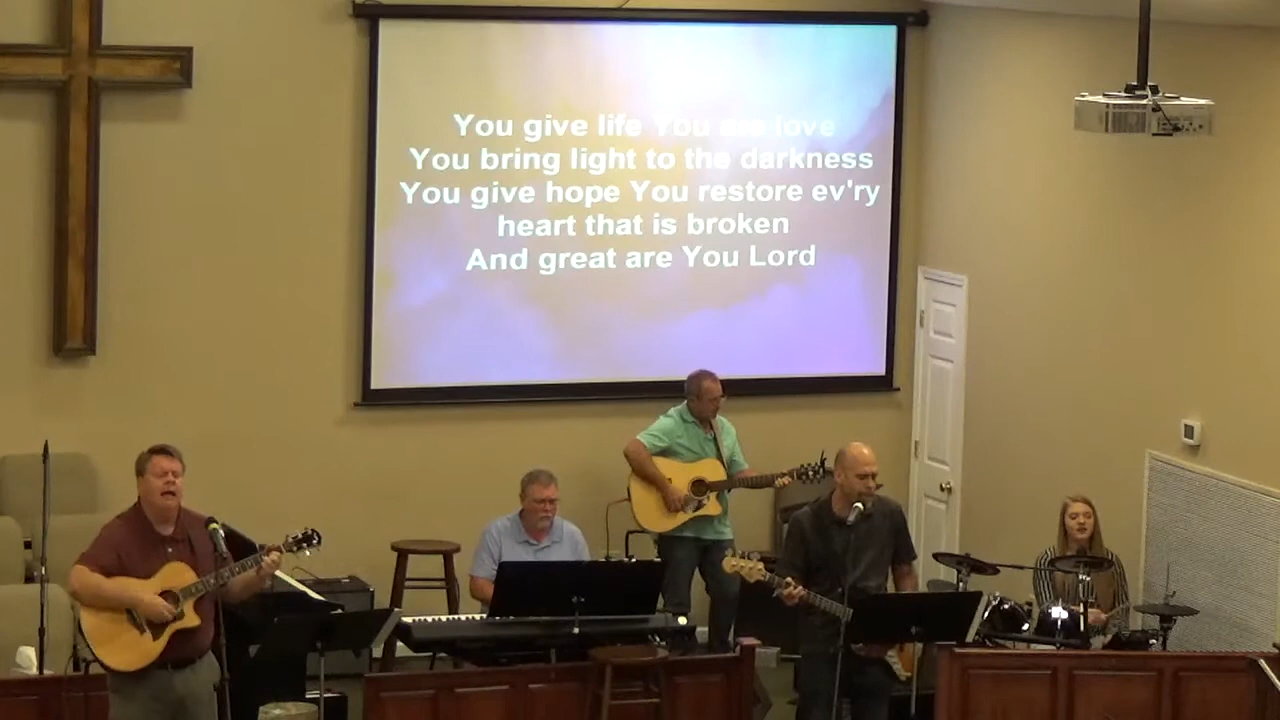 You give life You are love
You bring light to the darkness
You give hope You restore ev'ry
heart that is broken
And great are You Lord